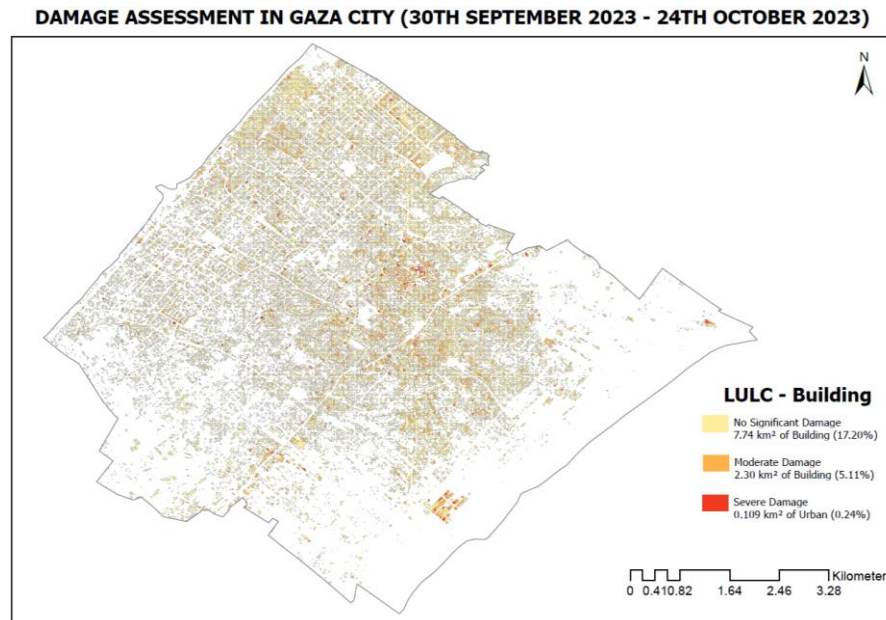 DAMAGE ASSESSMENT IN GAZA CITY (30TH SEPTEMBER 2023 - 24TH OCTOBER 2023)
N
LULC - Building
No Significant Damage
7.74 km² of Building (17.20%)
Moderate Damage
2.30 km² of Building (5.11%)
Severe Damage
0.109 km² of Urban (0.24%)
Kilometer
0 0.410.82 1.64 2.46 3.28